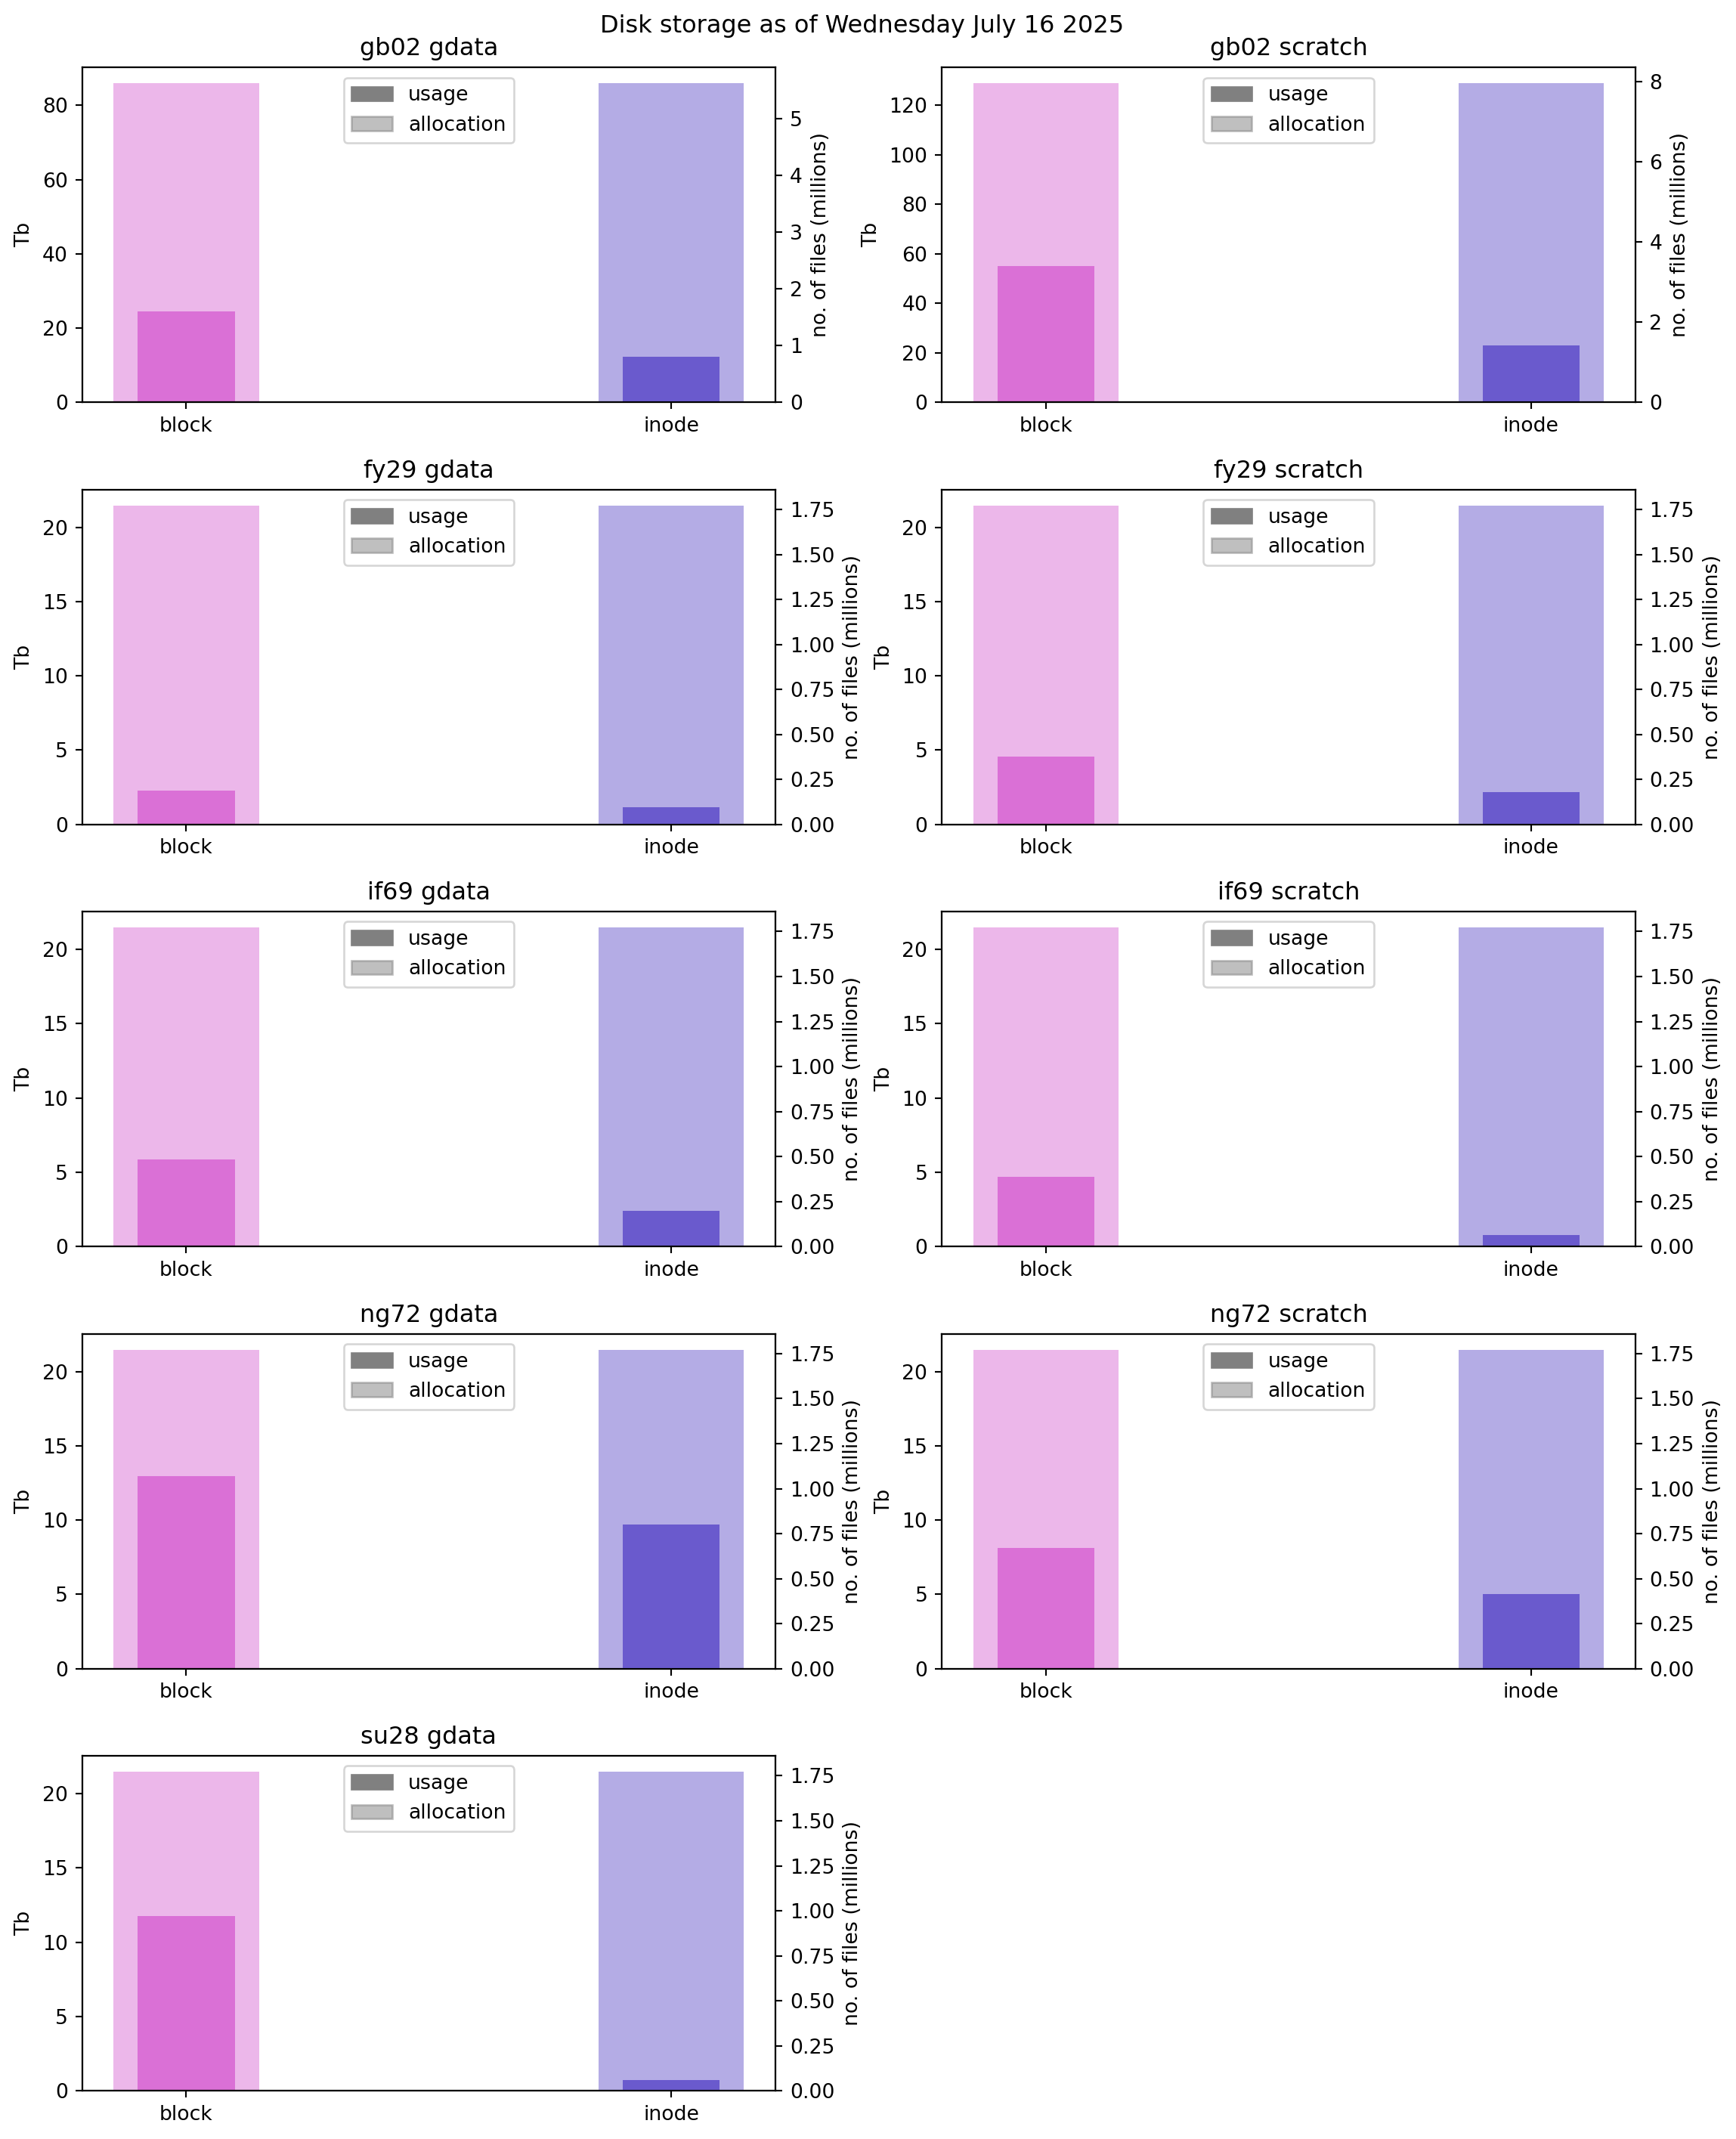 Disk storage as of Wednesday July 16 2025
gb02 gdata
usage
allocation
80
60
40
20
0
Tb
5
4
3
2
1
0
no. of files (millions)
block
inode
gb02 scratch
usage
allocation
120
100
80
60
40
20
0
Tb
8
6
4
2
0
no. of files (millions)
block
inode
fy29 gdata
usage
allocation
20
15
10
5
0
Tb
1.75
1.50
1.25
1.00
0.75
0.50
0.25
0.00
no. of files (millions)
block
inode
fy29 scratch
usage
allocation
20
15
10
5
0
Tb
1.75
1.50
1.25
1.00
0.75
0.50
0.25
0.00
no. of files (millions)
block
inode
if69 gdata
usage
allocation
20
15
10
5
0
Tb
1.75
1.50
1.25
1.00
0.75
0.50
0.25
0.00
no. of files (millions)
block
inode
if69 scratch
usage
allocation
20
15
10
5
0
Tb
1.75
1.50
1.25
1.00
0.75
0.50
0.25
0.00
no. of files (millions)
block
inode
ng72 gdata
usage
allocation
20
15
10
5
0
Tb
1.75
1.50
1.25
1.00
0.75
0.50
0.25
0.00
no. of files (millions)
block
inode
ng72 scratch
usage
allocation
20
15
10
5
0
Tb
1.75
1.50
1.25
1.00
0.75
0.50
0.25
0.00
no. of files (millions)
block
inode
su28 gdata
usage
allocation
20
15
10
5
0
Tb
1.75
1.50
1.25
1.00
0.75
0.50
0.25
0.00
no. of files (millions)
block
inode